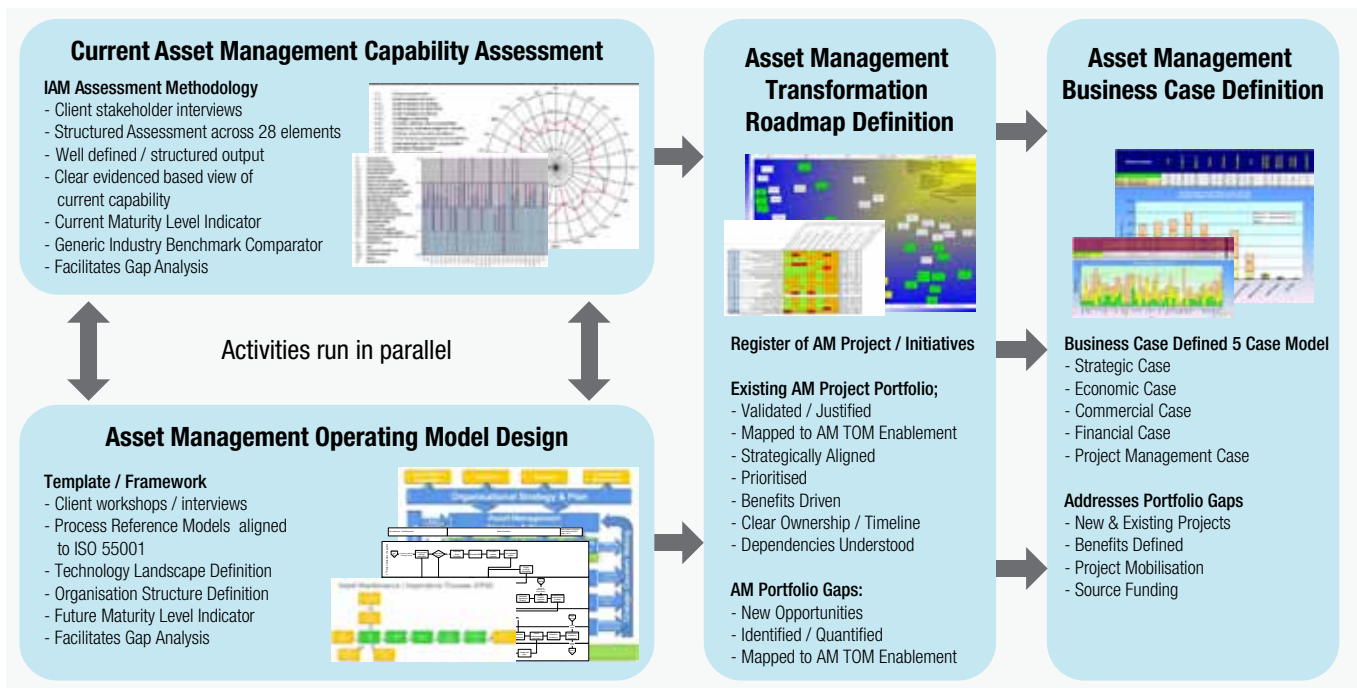 Current Asset Management Capability Assessment
IAM Assessment Methodology
- Client stakeholder interviews
- Structured Assessment across 28 elements
- Well defined / structured output
- Clear evidenced based view of
current capability
- Current Maturity Level Indicator
- Generic Industry Benchmark Comparator
- Facilitates Gap Analysis
Activities run in parallel
Asset Management Operating Model Design
Template / Framework
- Client workshops / interviews
- Process Reference Models aligned
to ISO 55001
- Technology Landscape Definition
- Organisation Structure Definition
- Future Maturity Level Indicator
- Facilitates Gap Analysis
Organisational Strategy & Plan
Asset Management
Transformation
Roadmap Definition
Register of AM Project / Initiatives
Existing AM Project Portfolio;
- Validated / Justified
- Mapped to AM TOM Enablement
- Strategically Aligned
- Prioritised
- Benefits Driven
- Clear Ownership / Timeline
- Dependencies Understood
AM Portfolio Gaps:
- New Opportunities
- Identified / Quantified
- Mapped to AM TOM Enablement
Asset Management
Business Case Definition
Business Case Defined 5 Case Model
- Strategic Case
- Economic Case
- Commercial Case
- Financial Case
- Project Management Case
Addresses Portfolio Gaps
- New & Existing Projects
- Benefits Defined
- Project Mobilisation
- Source Funding